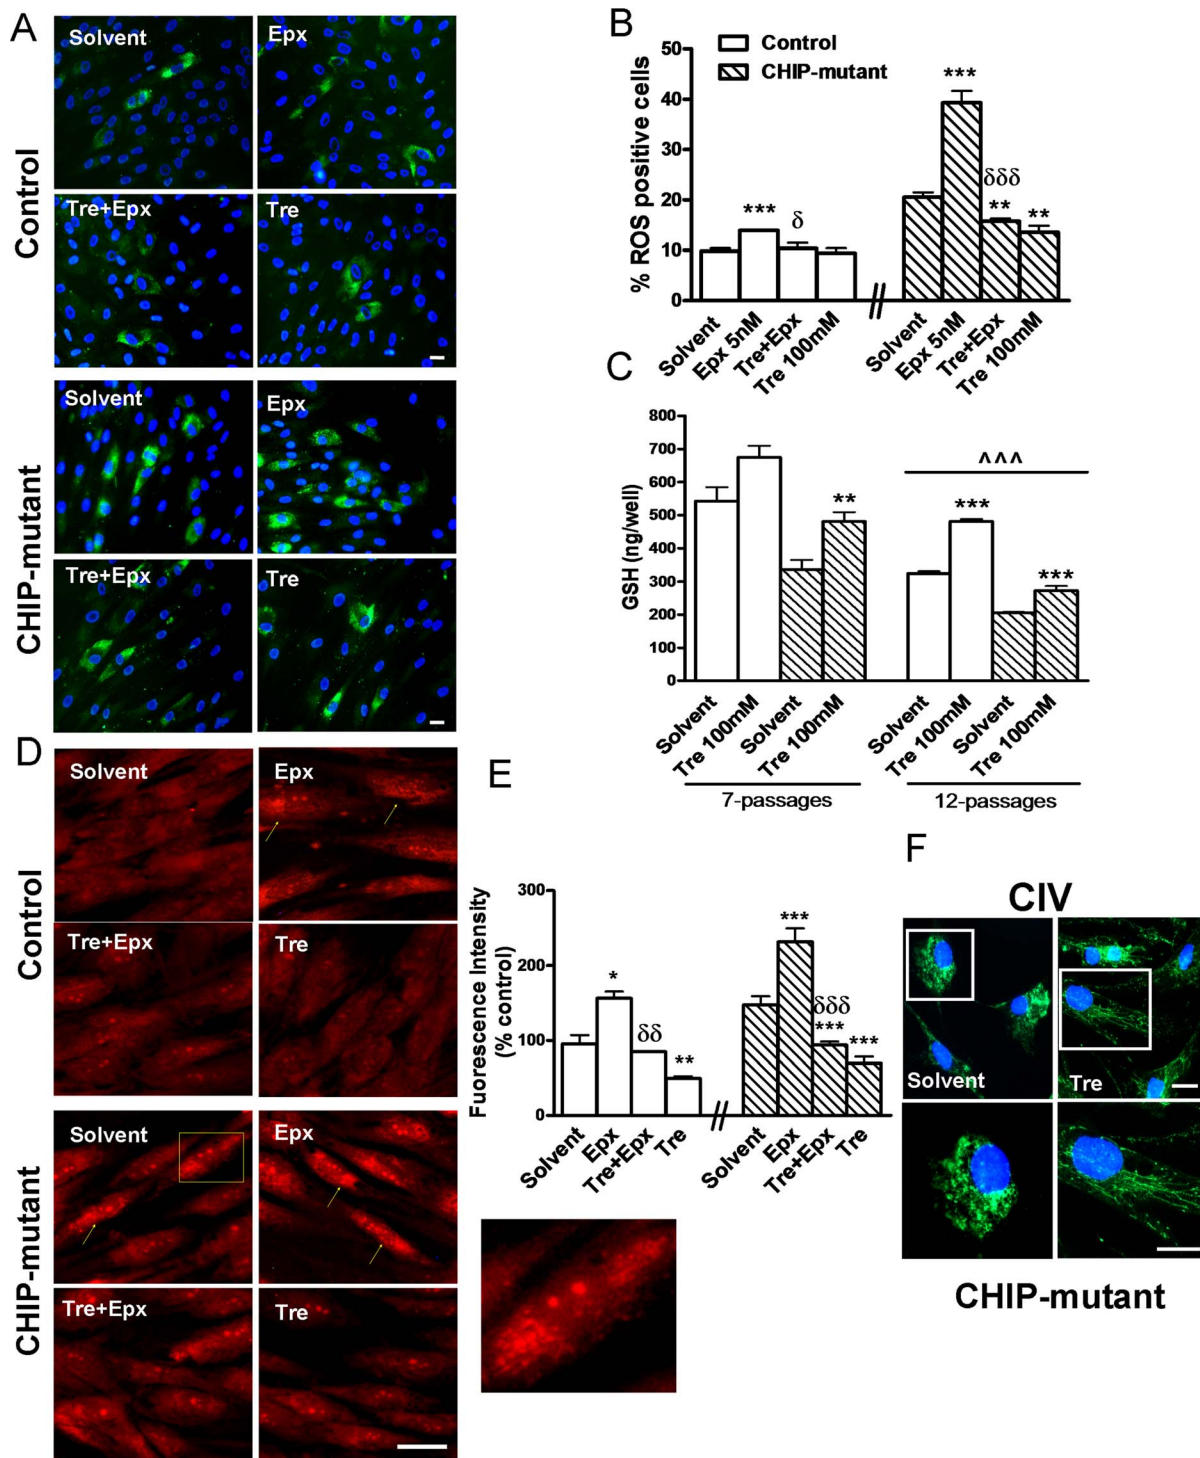 A
Control
Solvent
Epx
Tre+Epx
Tre
CHIP-mutant
Solvent
Epx
Tre+Epx
Tre
B
Control
CHIP-mutant
% ROS positive cells
50
40
30
20
10
0
***
δ
***
δδδ
**
**
//
Solvent
Epx 5nM
Tre+Epx
Tre 100mM
Solvent
Epx 5nM
Tre+Epx
Tre 100mM
C
GSH (ng/well)
800
700
600
500
400
300
200
100
0
**
^^^
***
***
Solvent
Tre 100mM
Solvent
Tre 100mM
Solvent
Tre 100mM
Solvent
Tre 100mM
7-passages
12-passages
D
Control
Solvent
Epx
Tre+Epx
Tre
CHIP-mutant
Solvent
Epx
Tre+Epx
Tre
E
Fuorescence Intensity
(% control)
300
200
100
0
*
δδ
**
***
δδδ
***
***
//
Solvent
Epx
Tre+Epx
Tre
Solvent
Epx
Tre+Epx
Tre
F
CIV
Solvent
Tre
CHIP-mutant